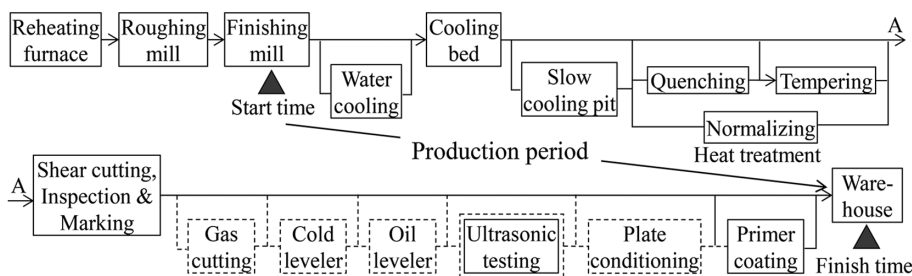 Reheating
furnace
Roughing
mill
Finishing
mill
Start time
Water
cooling
Cooling
bed
Slow
cooling pit
Quenching
Tempering
Normalizing
Heat treatment
A
Production period
A
Shear cutting,
Inspection &
Marking
Gas
cutting
Cold
leveler
Oil
leveler
Ultrasonic
testing
Plate
conditioning
Primer
coating
Ware-
house
Finish time